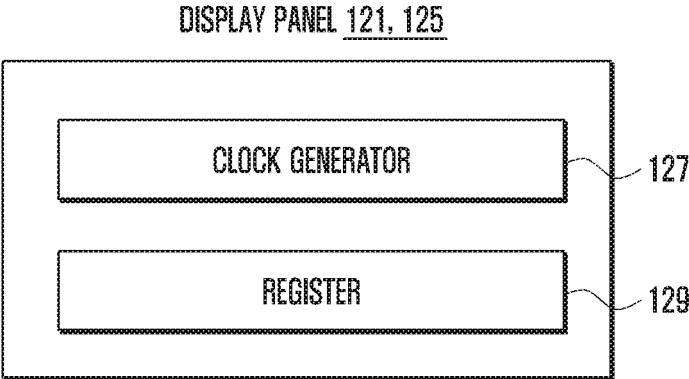 DISPLAY PANEL 121, 125
CLOCK GENERATOR
127
REGISTER
129